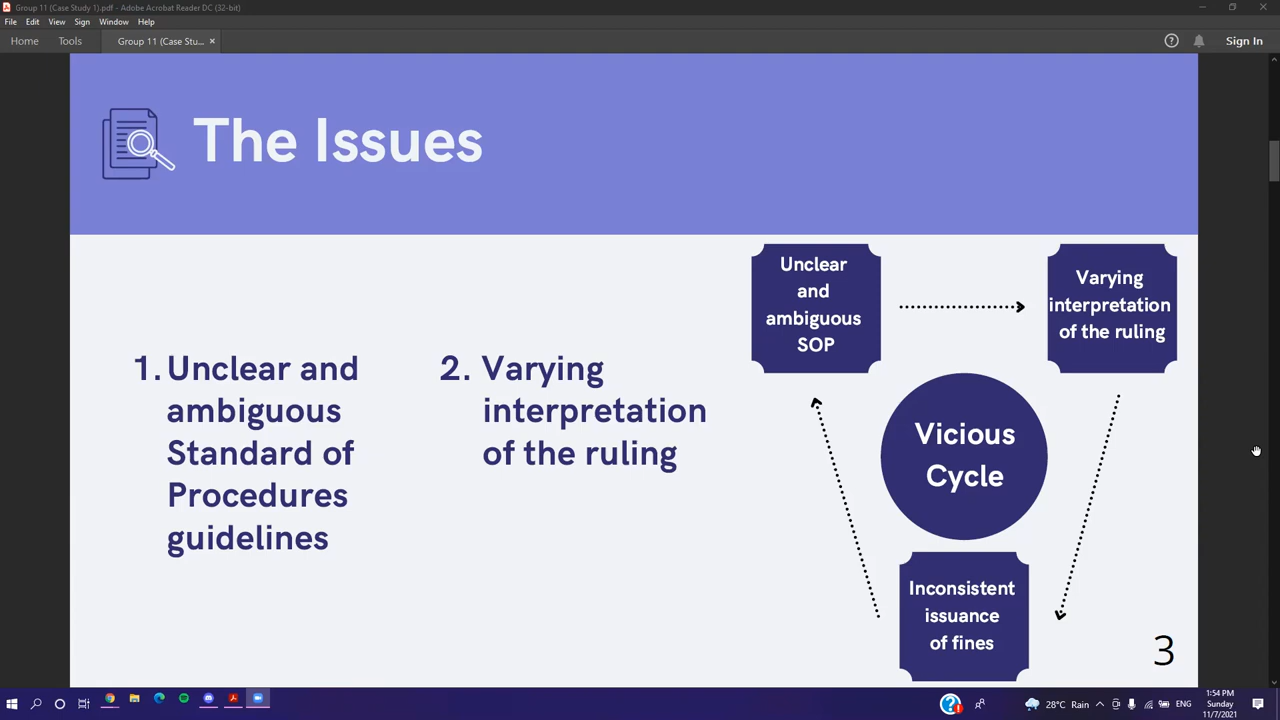 Group 11 (Case Study 1).pdf - Adobe Acrobat Reader DC (32-bit)
File Edit View Sign Window Help
Home Tools Group 11 (Case Stu... × Sign In
The Issues
1. Unclear and
ambiguous
Standard of
Procedures
guidelines
2. Varying
interpretation
of the ruling
Unclear
and
ambiguous
SOP
Varying
interpretation
of the ruling
Vicious
Cycle
Inconsistent
issuance
of fines
3
28°C Rain
ENG
1:54 PM
Sunday
11/7/2021